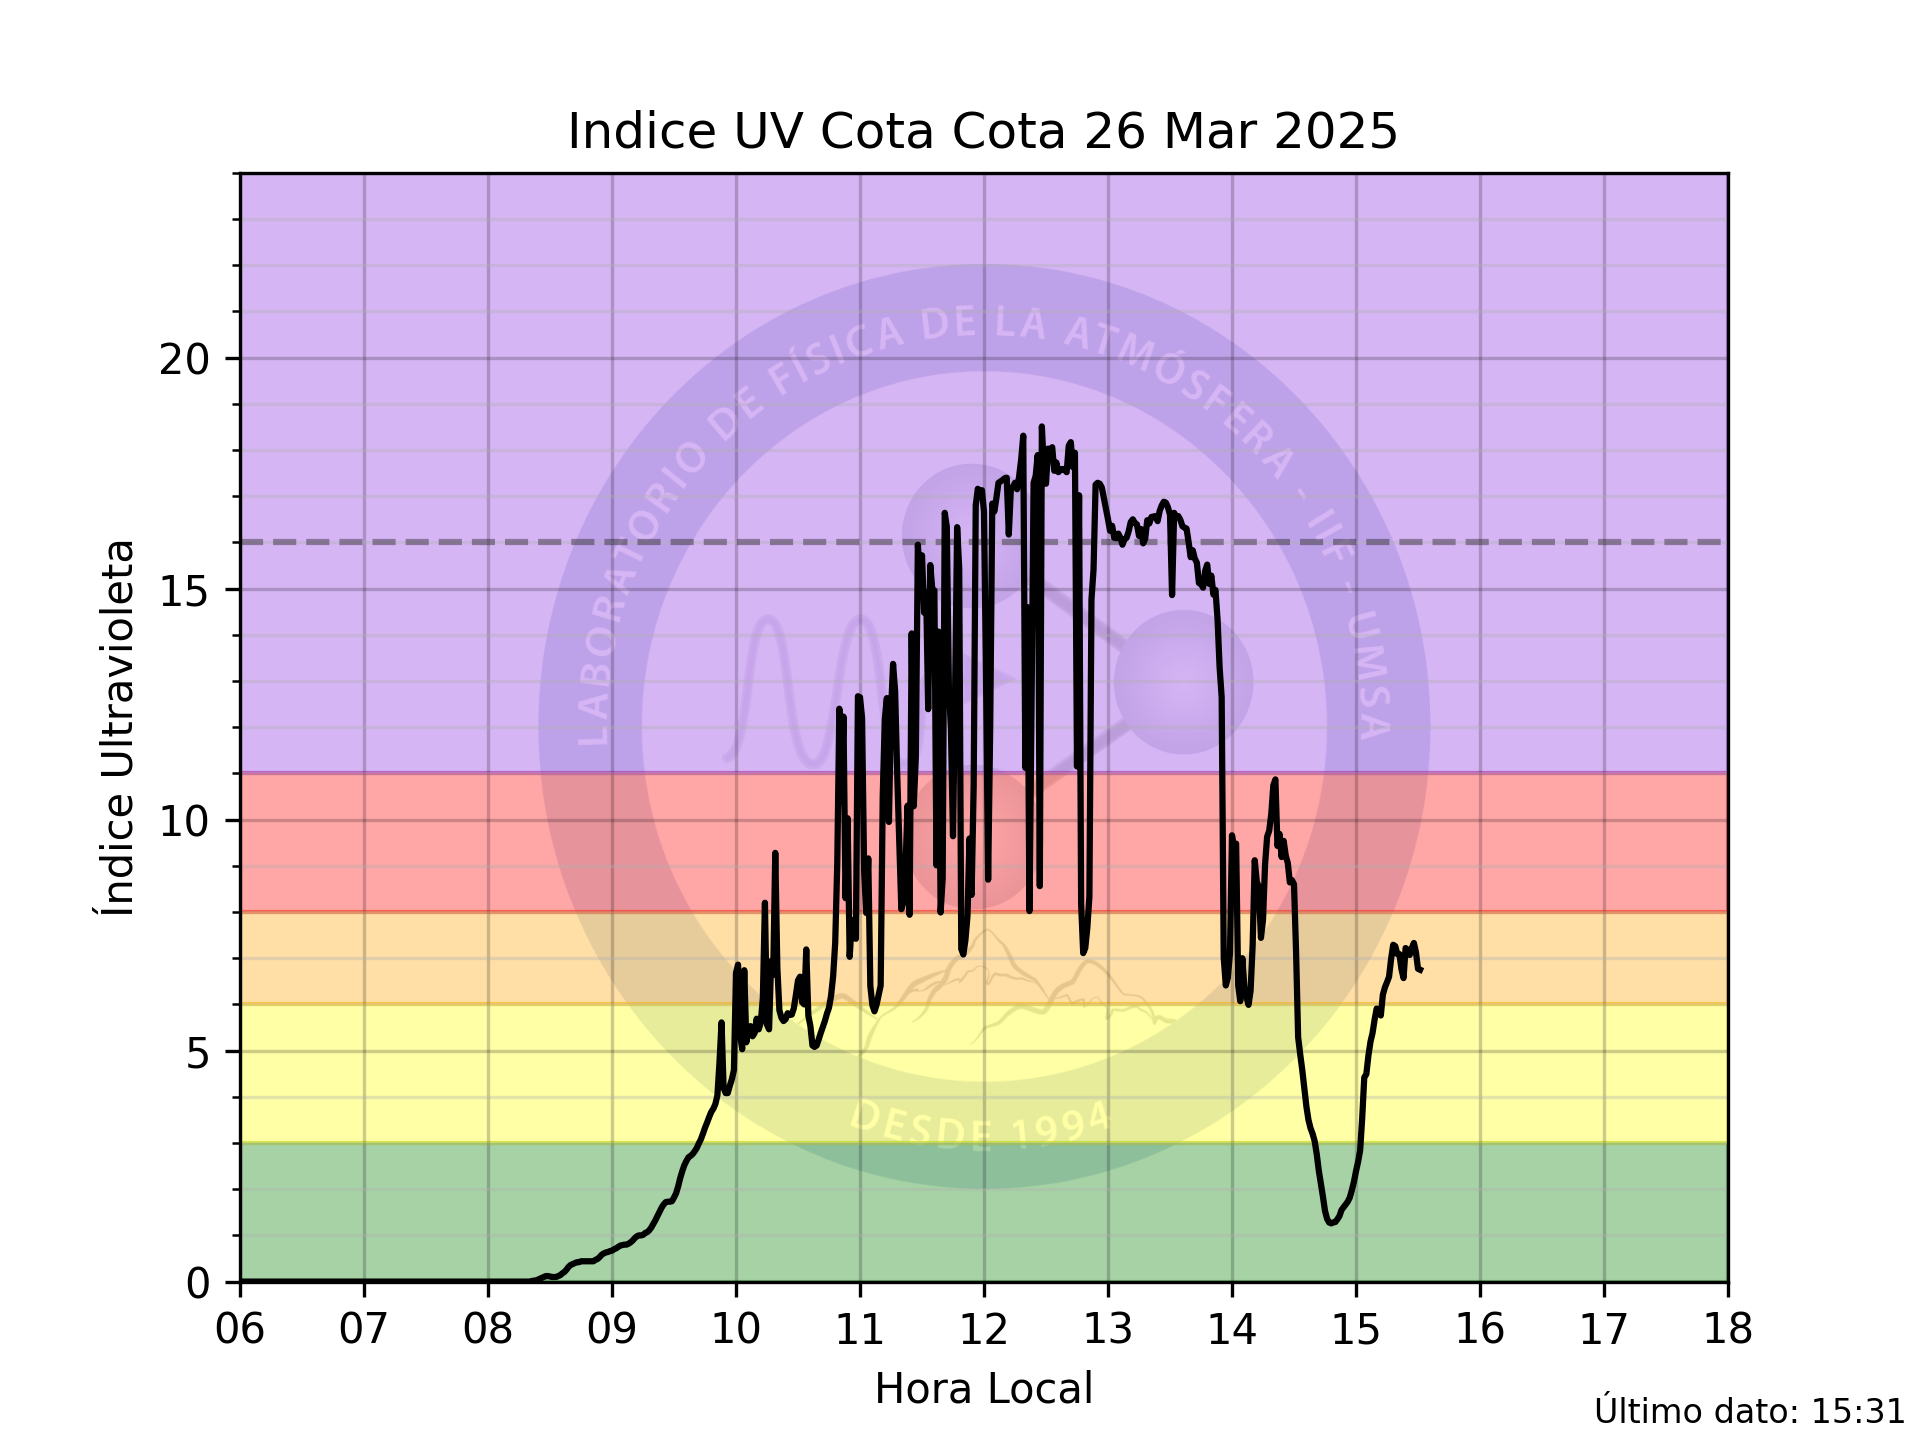 Indice UV Cota Cota 26 Mar 2025
Índice Ultravioleta
20
15
10
5
0
LABORATORIO DE FÍSICA DE LA ATMÓSFERA - IIF - UMSA
DESDE 1994
06 07 08 09 10 11 12 13 14 15 16 17 18
Hora Local
Último dato: 15:31